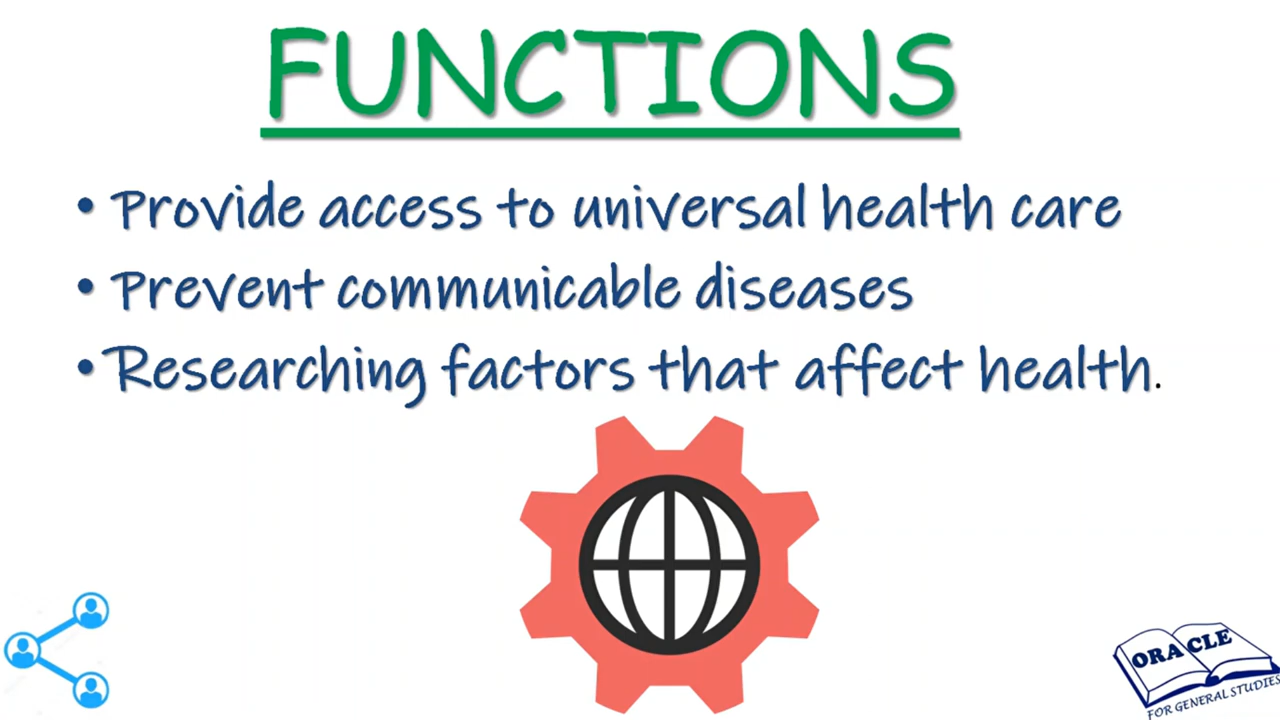 FUNCTIONS
• Provide access to universal health care
• Prevent communicable diseases
• Researching factors that affect health.
ORACLE
FOR GENERAL STUDIES